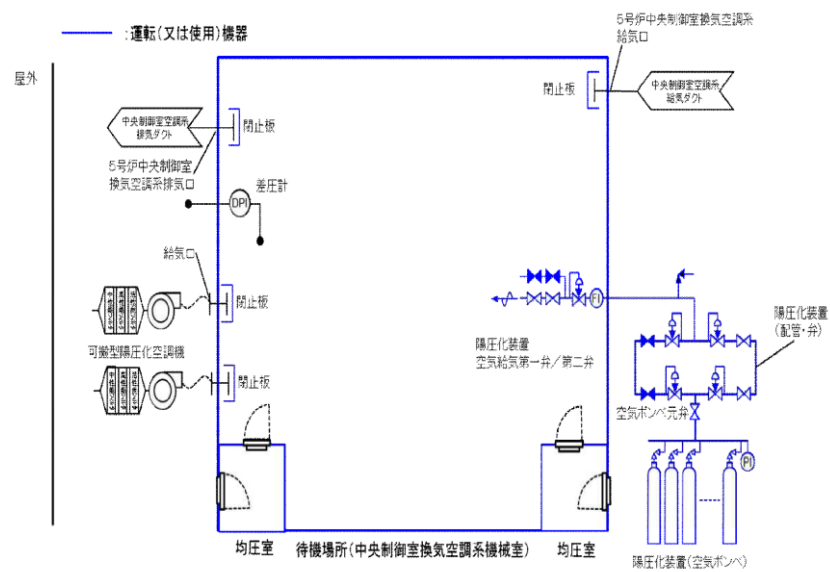 :運転(又は使用)機器
5号炉中央制御室換気空調系
給気口
屋外
閉止板
中央制御室空調系
給気ダクト
中央制御室空調系
排気ダクト
閉止板
5号炉中央制御室
換気空調系排気口
差圧計
DPI
給気口
閉止板
FI
陽圧化装置
(配管・弁)
陽圧化装置
空気給気第一弁/第二弁
可搬型陽圧化空調機
閉止板
空気ボンベ元弁
PI
均圧室
待機場所(中央制御室換気空調系機械室)
均圧室
陽圧化装置(空気ボンベ)